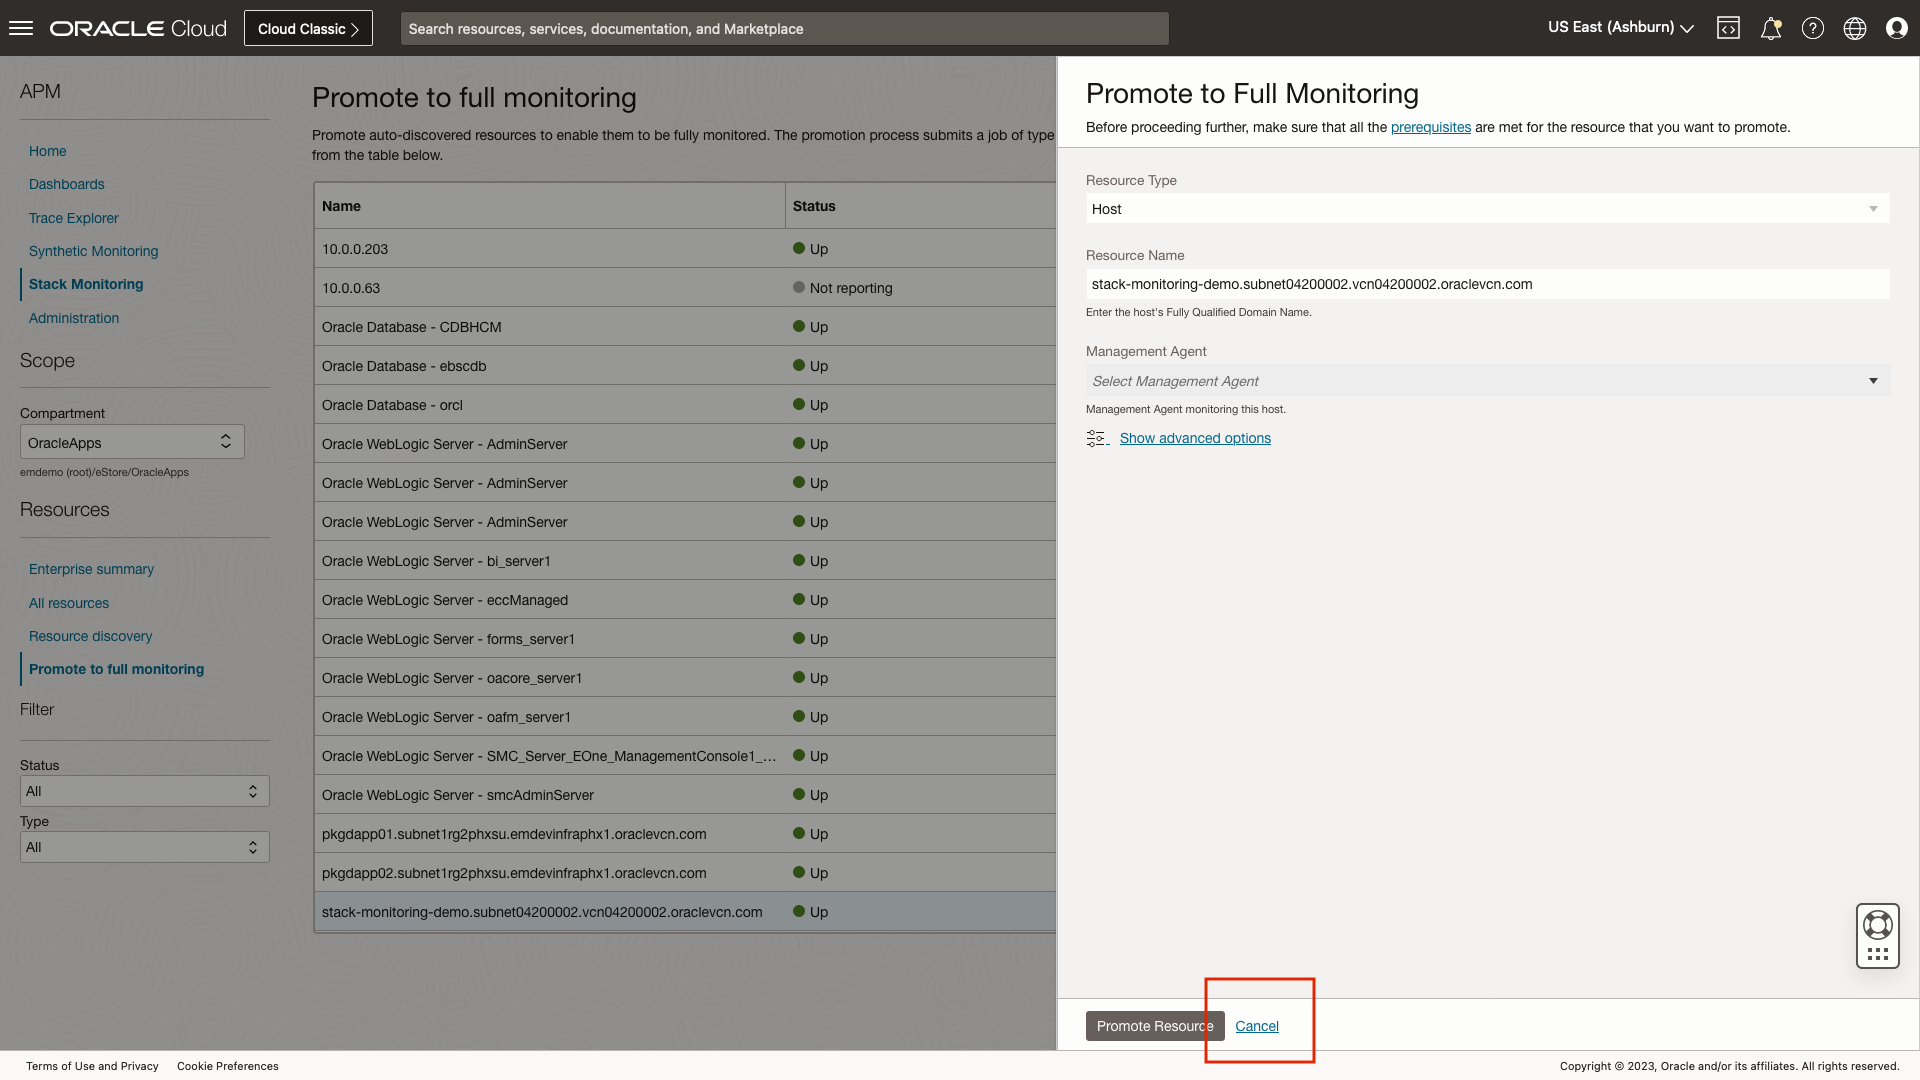 ORACLE Cloud
Cloud Classic
Search resources, services, documentation, and Marketplace
US East (Ashburn)
APM
Home
Dashboards
Trace Explorer
Synthetic Monitoring
Stack Monitoring
Administration
Scope
Compartment
OracleApps
emdemo (root)/eStore/OracleApps
Resources
Enterprise summary
All resources
Resource discovery
Promote to full monitoring
Filter
Status
All
Type
All
Promote to full monitoring
Promote auto-discovered resources to enable them to be fully monitored. The promotion process submits a job of type
from the table below.
Name Status
10.0.0.203 Up
10.0.0.63 Not reporting
Oracle Database - CDBHCM Up
Oracle Database - ebscdb Up
Oracle Database - orcl Up
Oracle WebLogic Server - AdminServer Up
Oracle WebLogic Server - AdminServer Up
Oracle WebLogic Server - AdminServer Up
Oracle WebLogic Server - bi_server1 Up
Oracle WebLogic Server - eccManaged Up
Oracle WebLogic Server - forms_server1 Up
Oracle WebLogic Server - oacore_server1 Up
Oracle WebLogic Server - oafm_server1 Up
Oracle WebLogic Server - SMC_Server_EOne_ManagementConsole1_... Up
Oracle WebLogic Server - smcAdminServer Up
pkgdapp01.subnet1rg2phxsu.emdevinfraphx1.oraclevcn.com Up
pkgdapp02.subnet1rg2phxsu.emdevinfraphx1.oraclevcn.com Up
stack-monitoring-demo.subnet04200002.vcn04200002.oraclevcn.com Up
Promote to Full Monitoring
Before proceeding further, make sure that all the prerequisites are met for the resource that you want to promote.
Resource Type
Host
Resource Name
stack-monitoring-demo.subnet04200002.vcn04200002.oraclevcn.com
Enter the host's Fully Qualified Domain Name.
Management Agent
Select Management Agent
Management Agent monitoring this host.
Show advanced options
Promote Resource Cancel
Terms of Use and Privacy Cookie Preferences
Copyright © 2023, Oracle and/or its affiliates. All rights reserved.